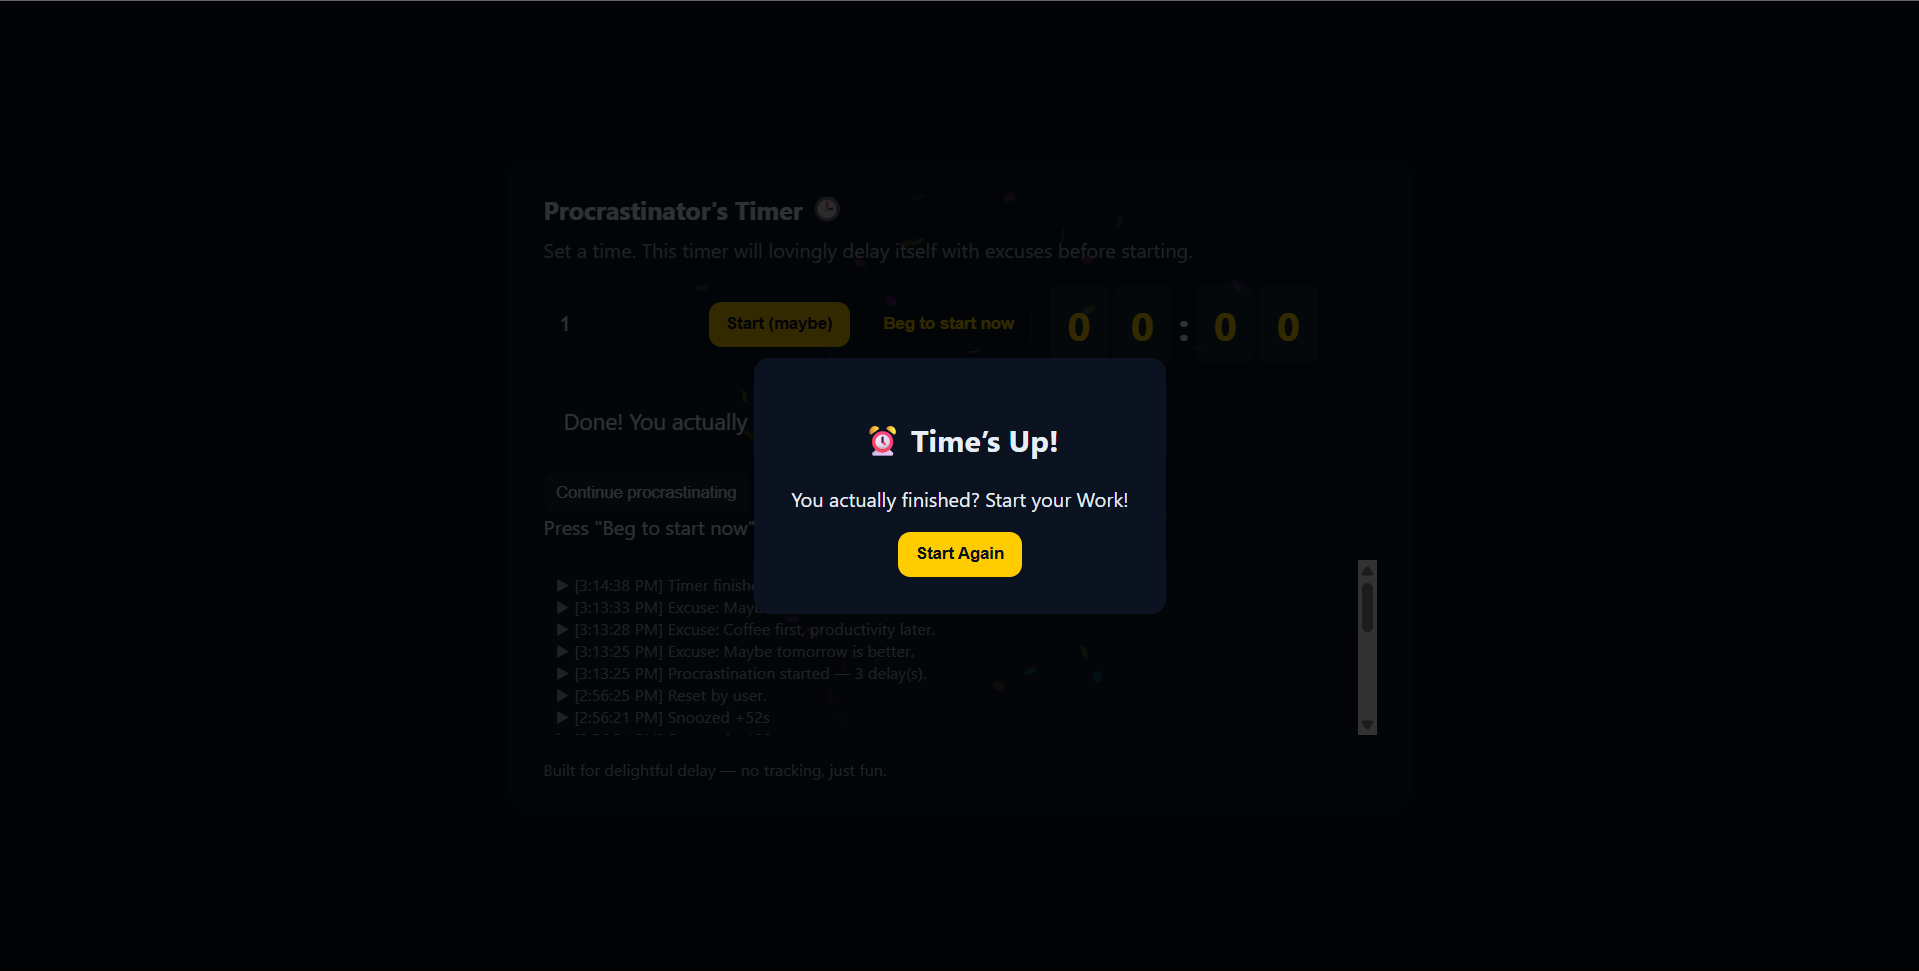 Procrastinator's Timer 🕒
Set a time. This timer will lovingly delay itself with excuses before starting.
1
Start (maybe)
Beg to start now
0 0 : 0 0
Done! You actually
⏰ Time’s Up!
You actually finished? Start your Work!
Start Again
Continue procrastinating
Press "Beg to start now"
▶ [3:14:38 PM] Timer
▶ [3:13:33 PM] Excuse:
▶ [3:13:28 PM] Excuse: Coffee first, productivity later.
▶ [3:13:25 PM] Excuse: Maybe tomorrow is better.
▶ [3:13:25 PM] Procrastination started — 3 delay(s).
▶ [2:56:25 PM] Reset by user.
▶ [2:56:21 PM] Snoozed +52s
Built for delightful delay — no tracking, just fun.